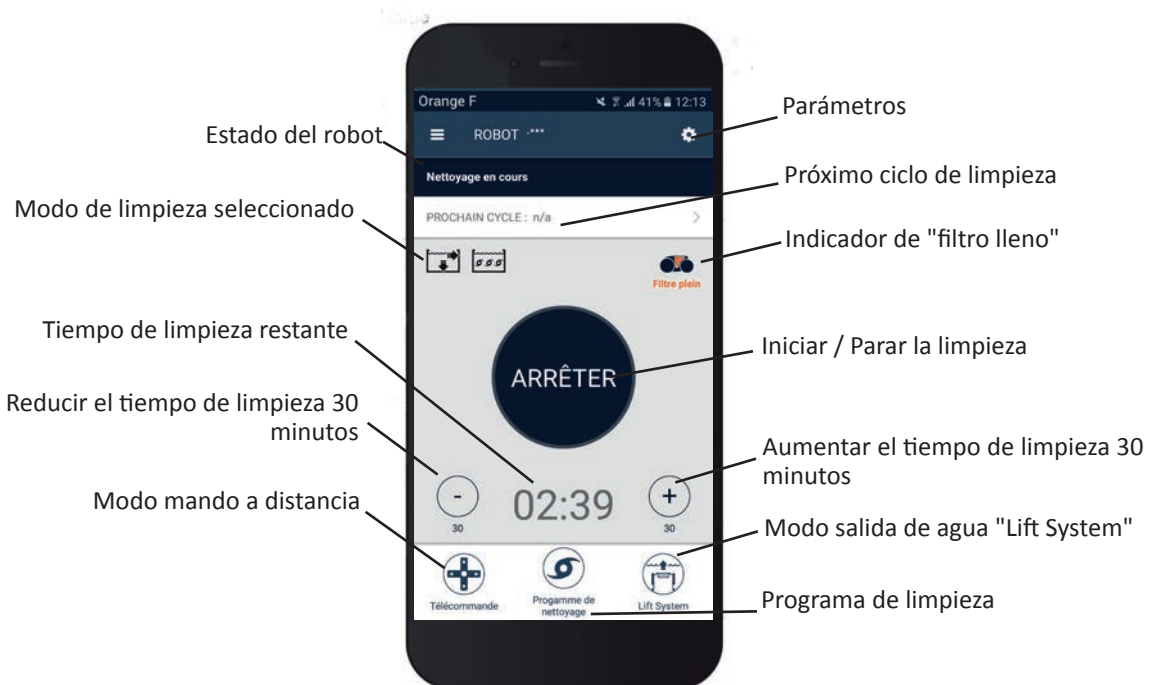 Orange F 41% 12:13
Parámetros
Estado del robot
ROBOT -***
Nettoyage en cours
Próximo ciclo de limpieza
Modo de limpieza seleccionado
PROCHAIN CYCLE : n/a
Indicador de "filtro lleno"
Filtre plein
Tiempo de limpieza restante
Iniciar / Parar la limpieza
ARRÊTER
Reducir el tiempo de limpieza 30
minutos
Aumentar el tiempo de limpieza 30
minutos
-
02:39
+
30
30
Modo mando a distancia
Modo salida de agua "Lift System"
Télécommande
Progamme de
nettoyage
Lift System
Programa de limpieza